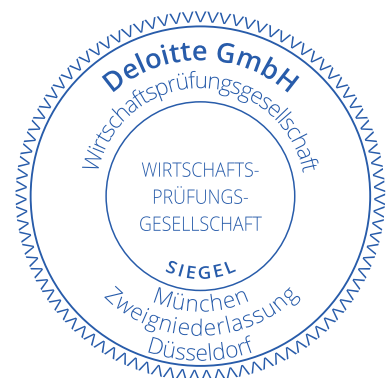 Deloitte GmbH
Wirtschaftsprüfungsgesellschaft
WIRTSCHAFTS-
PRÜFUNGS-
GESELLSCHAFT
SIEGEL
München
Zweigniederlassung
Düsseldorf